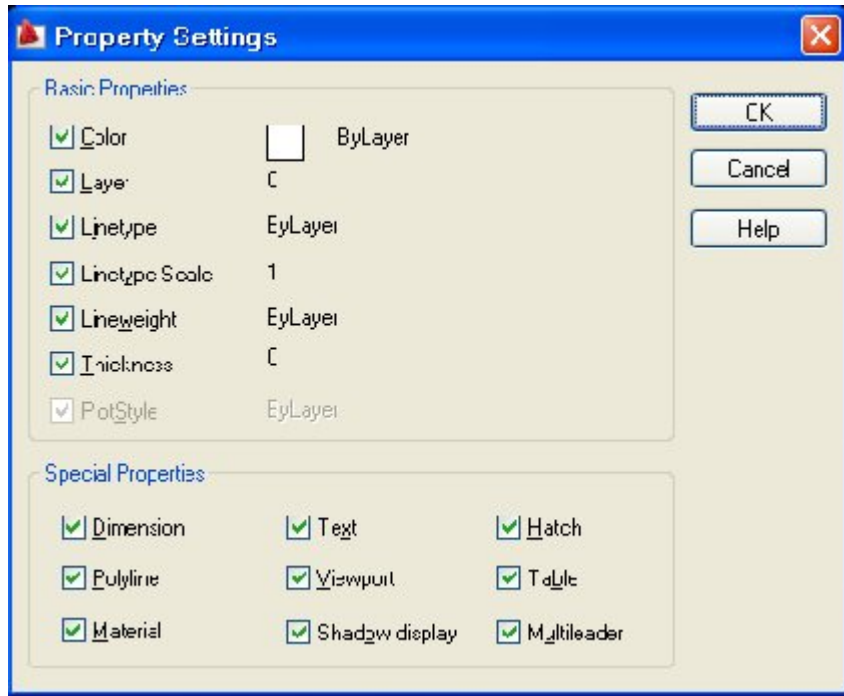 Property Settings
Basic Properties
Color ByLayer
Layer 0
Linetype ByLayer
Linetype Scale 1
Lineweight ByLayer
Thickness 0
PlotStyle ByLayer
OK
Cancel
Help
Special Properties
Dimension Text Hatch
Polyline Viewport Table
Material Shadow display Multileader